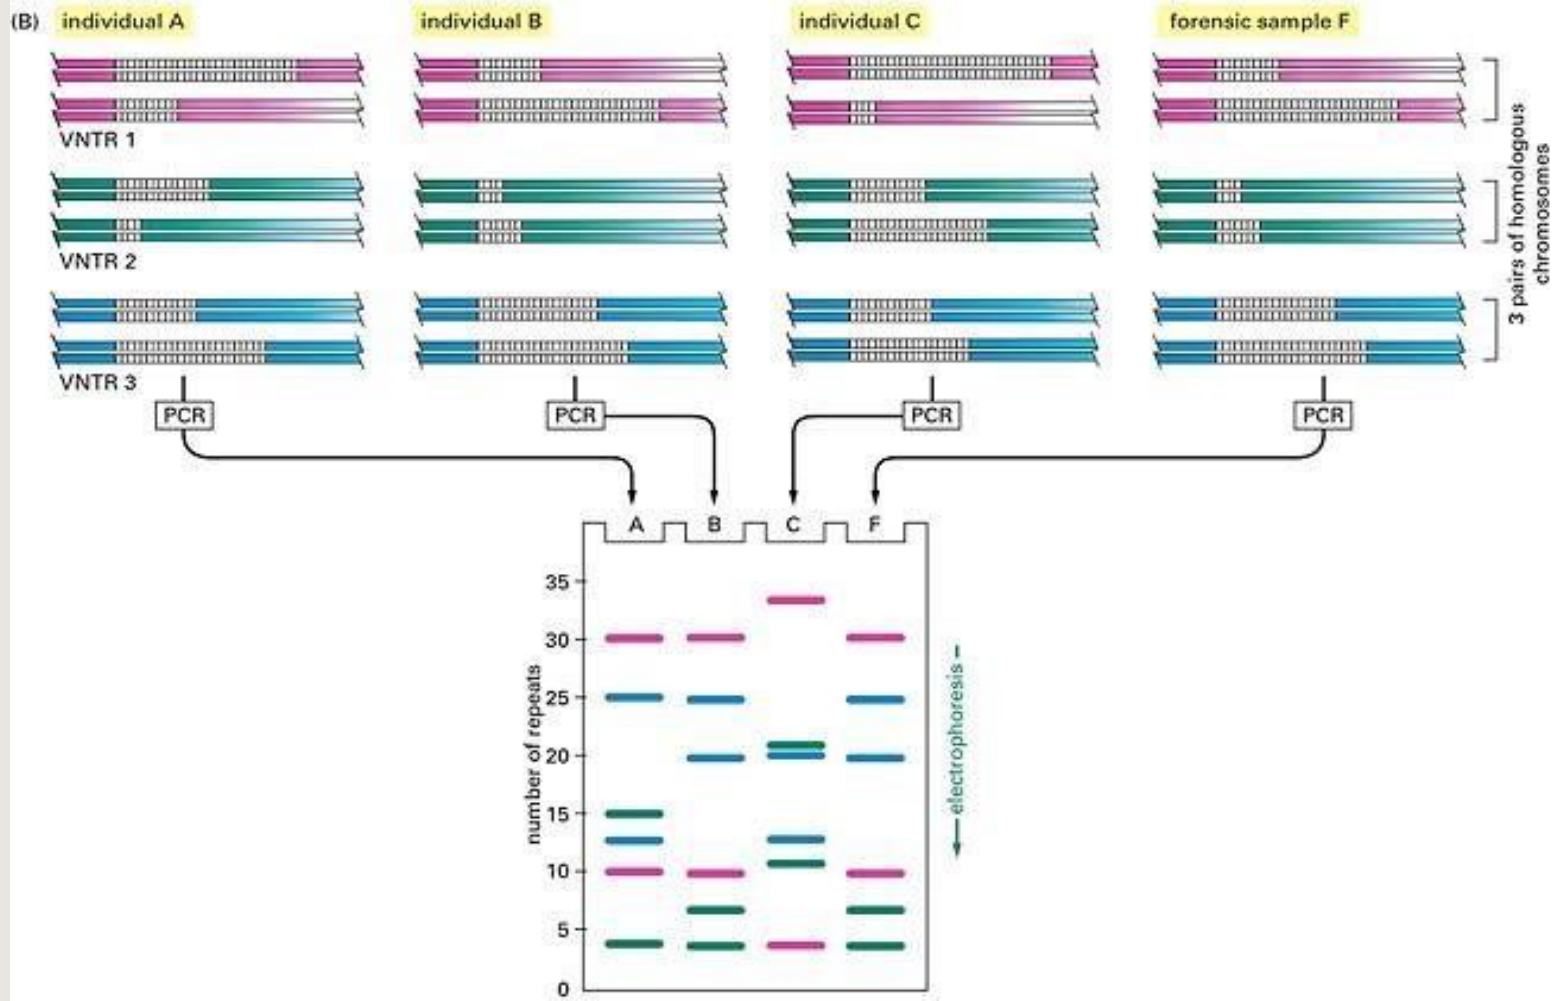 (B) individual A individual B individual C forensic sample F
VNTR 1
VNTR 2
VNTR 3
3 pairs of homologous
chromosomes
PCR PCR PCR PCR
A B C F
35
30
25
20
15
10
5
0
number of repeats
electrophoresis –